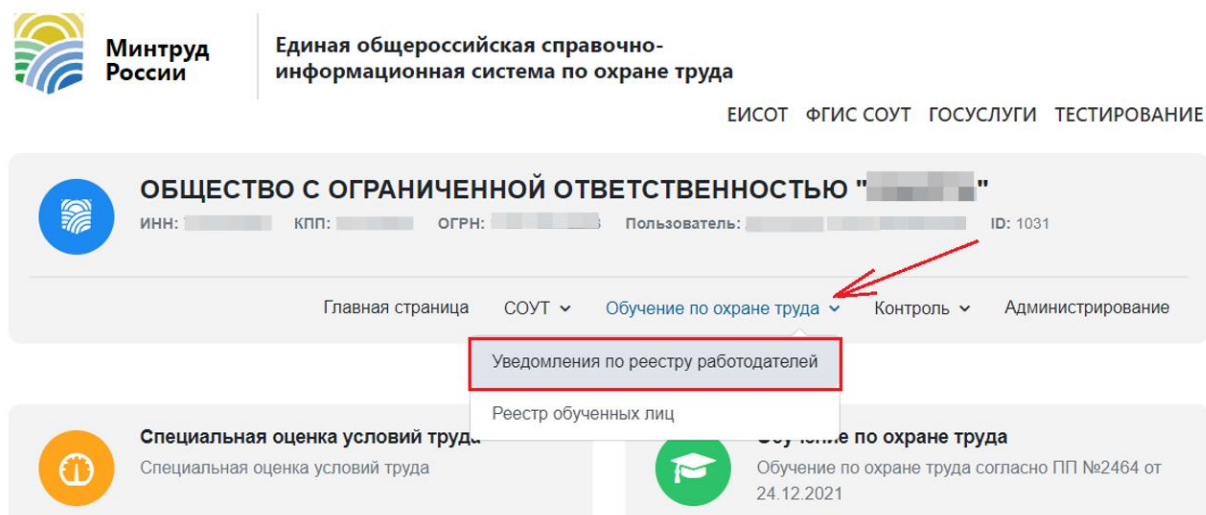 Минтруд
России
Единая общероссийская справочно-
информационная система по охране труда
ЕИСОТ ФГИС СОУТ ГОСУСЛУГИ ТЕСТИРОВАНИЕ
ОБЩЕСТВО С ОГРАНИЧЕННОЙ ОТВЕТСТВЕННОСТЬЮ " "
ИНН: КПП: ОГРН: Пользователь: ID: 1031
Главная страница СОУТ Обучение по охране труда Контроль Администрирование
Уведомления по реестру работодателей
Реестр обученных лиц
Специальная оценка условий труда
Специальная оценка условий труда
Обучение по охране труда
Обучение по охране труда согласно ПП №2464 от
24.12.2021